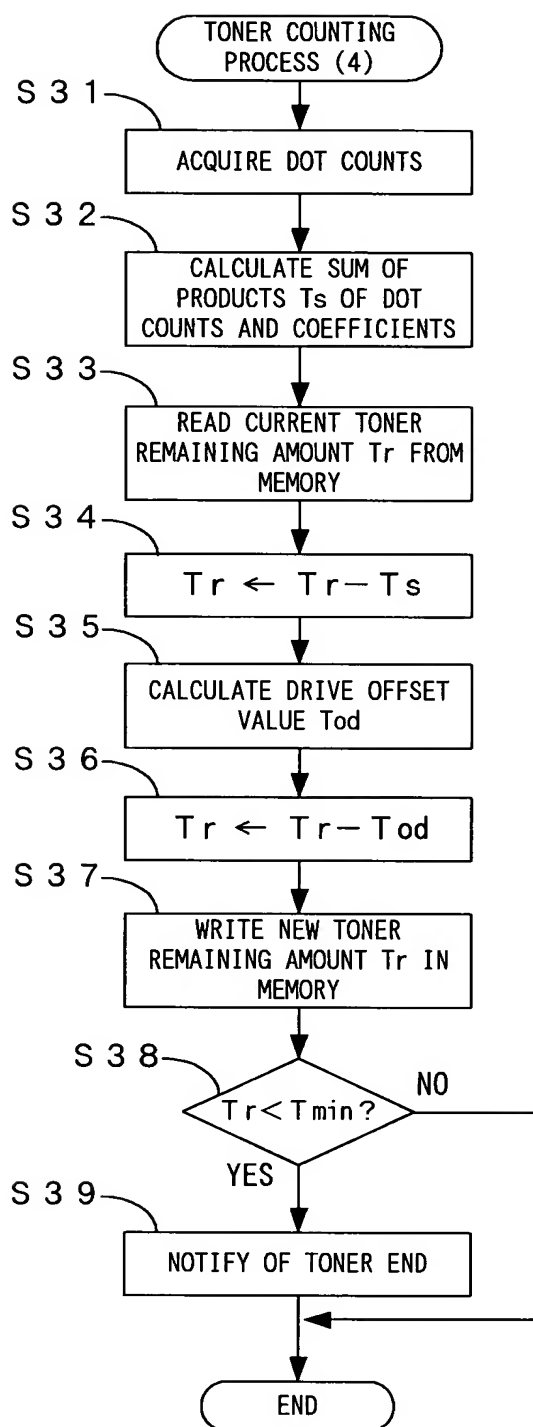 TONER COUNTING
PROCESS (4)
S31
ACQUIRE DOT COUNTS
S32
CALCULATE SUM OF
PRODUCTS Ts OF DOT
COUNTS AND COEFFICIENTS
S33
READ CURRENT TONER
REMAINING AMOUNT Tr FROM
MEMORY
S34
Tr ← Tr－Ts
S35
CALCULATE DRIVE OFFSET
VALUE Tod
S36
Tr ← Tr－Tod
S37
WRITE NEW TONER
REMAINING AMOUNT Tr IN
MEMORY
S38
Tr＜Tmin?
NO
YES
S39
NOTIFY OF TONER END
END